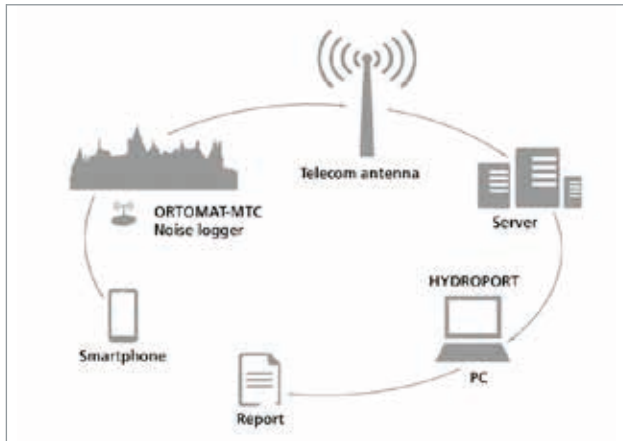 Telecom antenna
ORTOMAT-MTC
Noise logger
Server
HYDROPORT
Smartphone
PC
Report